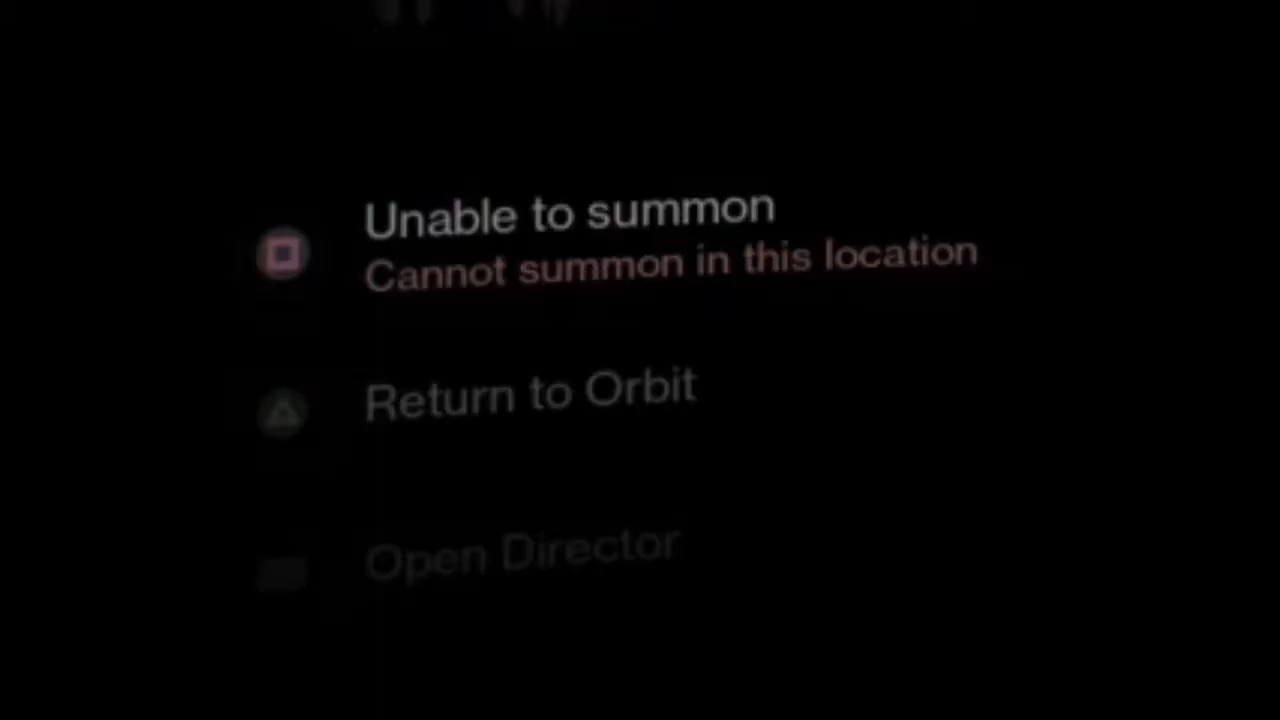 Unable to summon
Cannot summon in this location
Return to Orbit
Open Director